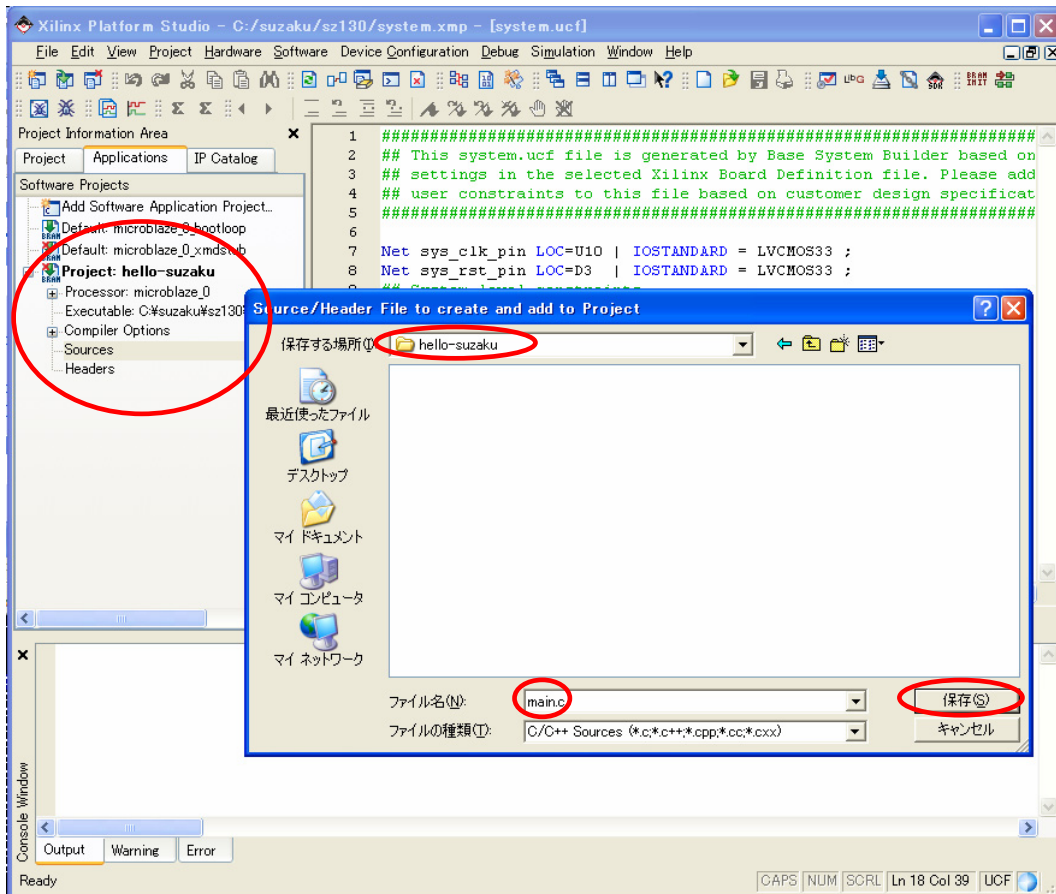 Xilinx Platform Studio - C:/suzaku/sz130/system.xmp - [system.ucf]
File Edit View Project Hardware Software Device Configuration Debug Simulation Window Help
Project Information Area
Project Applications IP Catalog
Software Projects
Add Software Application Project...
Default: microblaze_0_bootloop
Default: microblaze_0_xmdstub
Project: hello-suzaku
Processor: microblaze_0
Executable: C:¥suzaku¥sz130¥
Compiler Options
Sources
Headers
1 ######################################################################
2 ## This system.ucf file is generated by Base System Builder based on
3 ## settings in the selected Xilinx Board Definition file. Please add
4 ## user constraints to this file based on customer design specificat
5 ######################################################################
6
7 Net sys_clk_pin LOC=U10 | IOSTANDARD = LVCMOS33 ;
8 Net sys_rst_pin LOC=D3 | IOSTANDARD = LVCMOS33 ;
## System level constraints
Source/Header File to create and add to Project
保存する場所(I):
hello-suzaku
最近使ったファイル
デスクトップ
マイ ドキュメント
マイ コンピュータ
マイ ネットワーク
ファイル名(N): main.c 保存(S)
ファイルの種類(T): C/C++ Sources (*.c;*.c++;*.cpp;*.cc;*.cxx) キャンセル
Console Window
Output Warning Error
Ready CAPS NUM SCRL Ln 18 Col 39 UCF